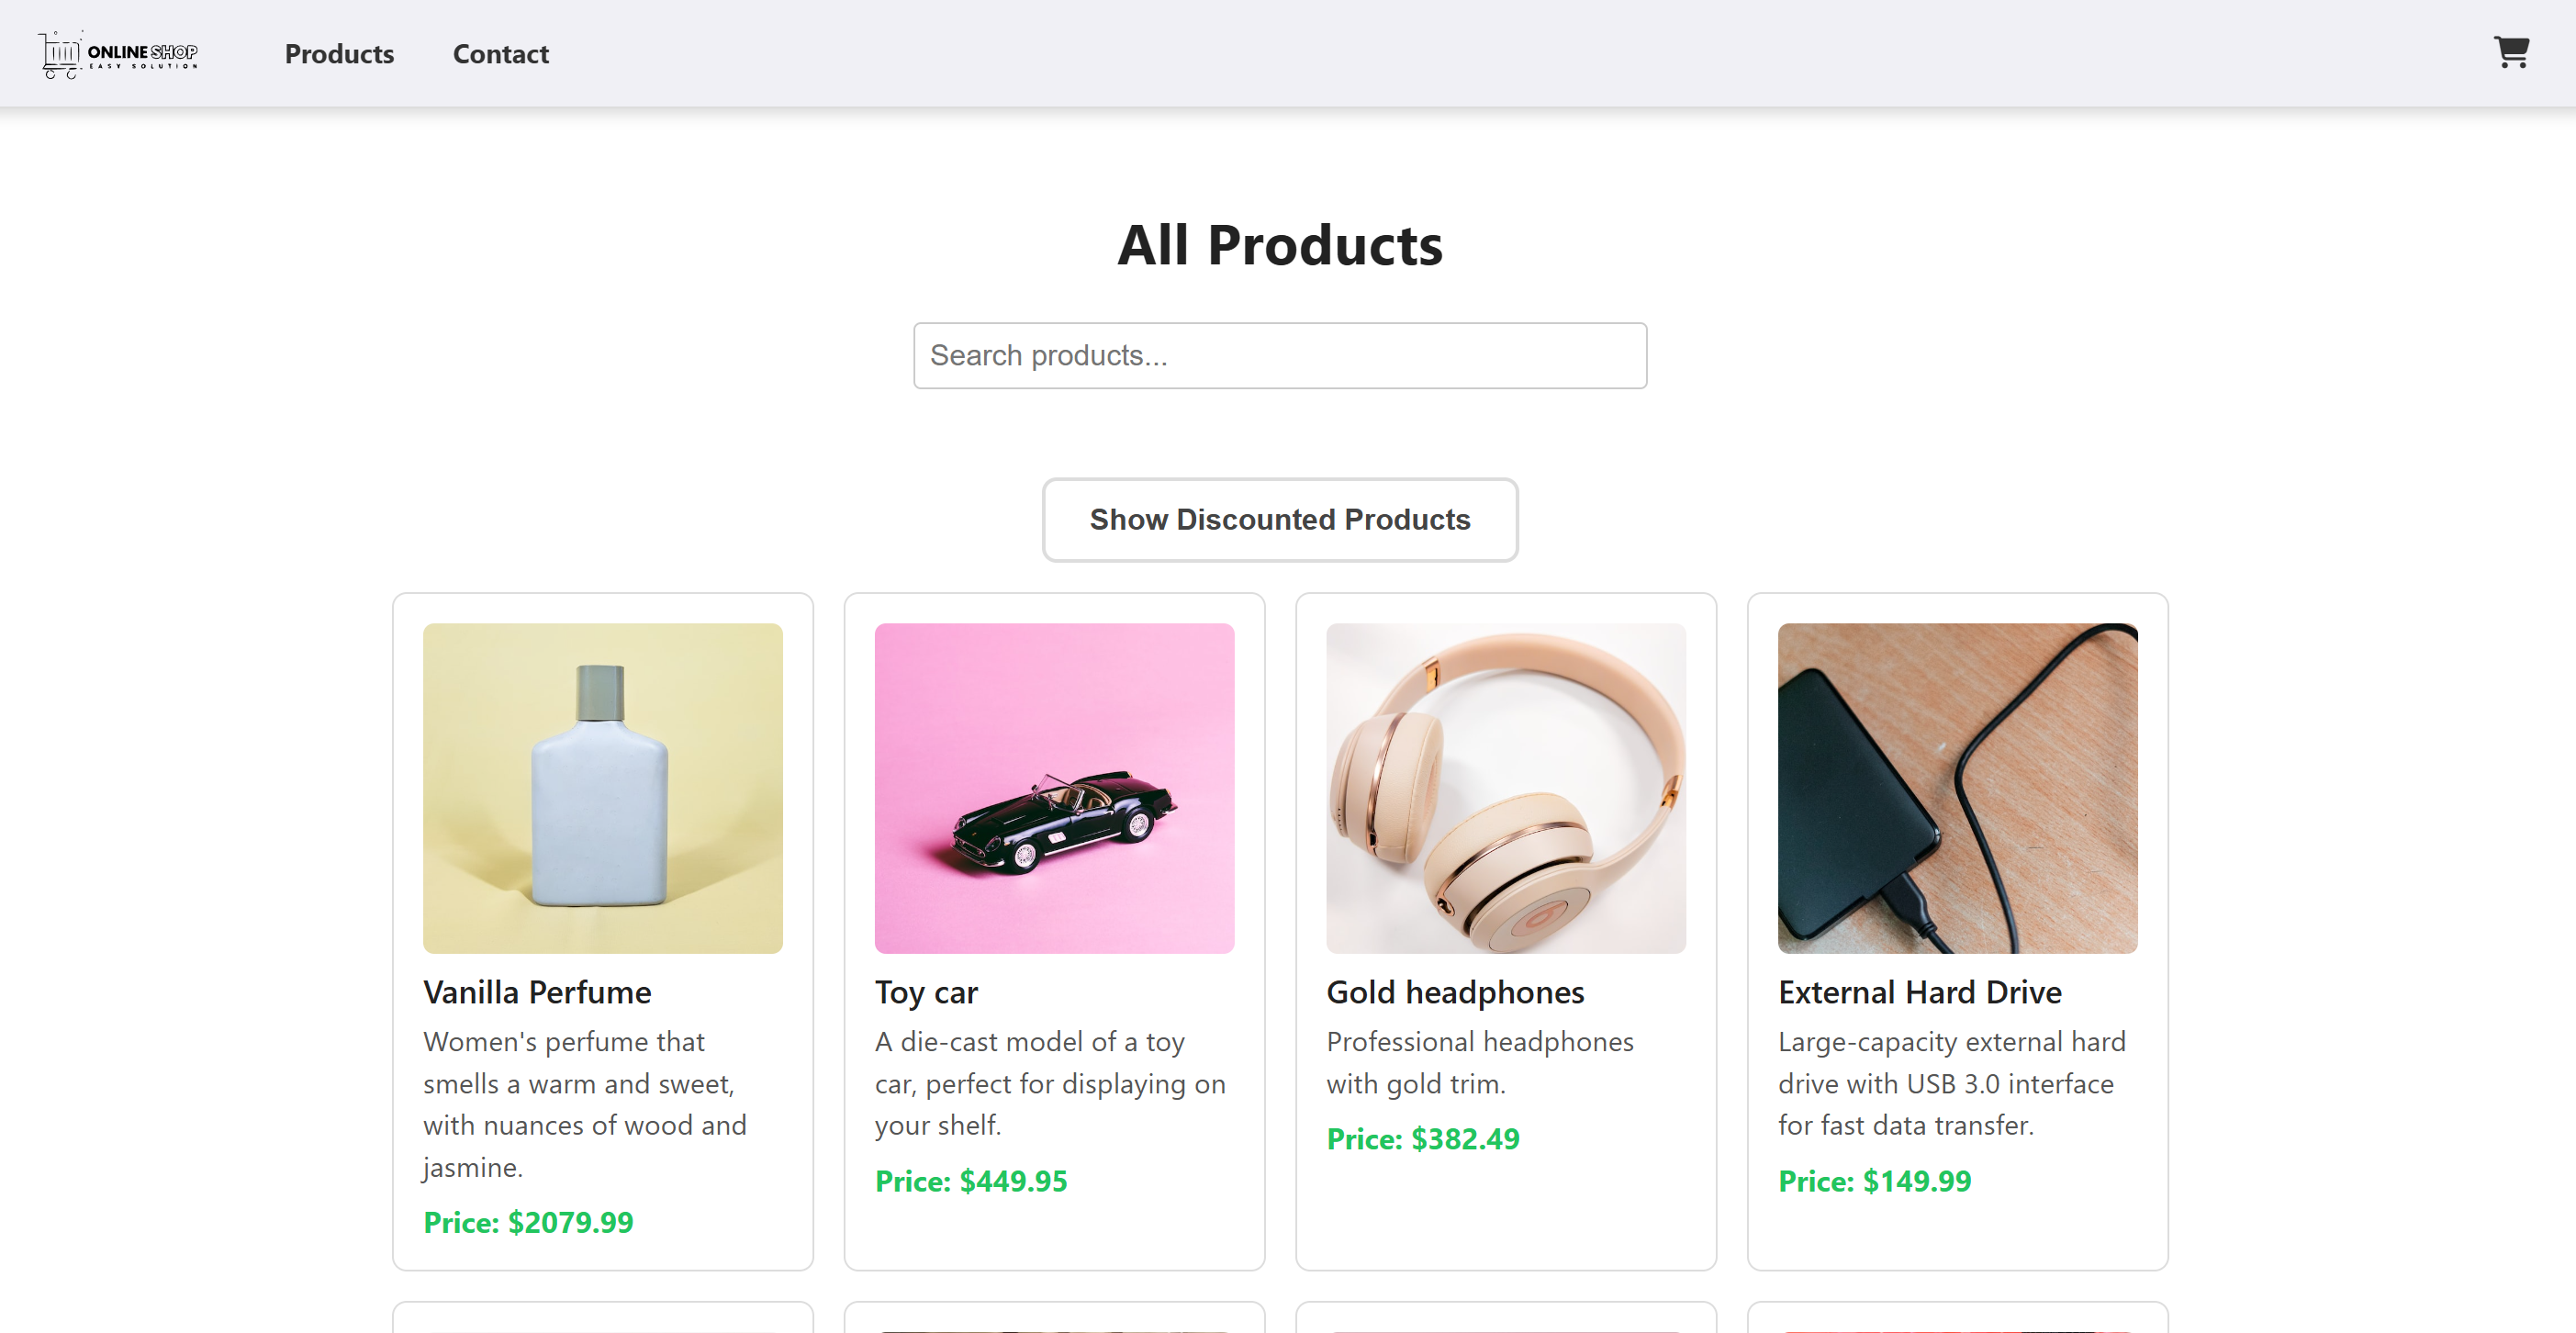 ONLINE SHOP
EASY SOLUTION
Products
Contact
All Products
Search products...
Show Discounted Products
Vanilla Perfume
Women's perfume that
smells a warm and sweet,
with nuances of wood and
jasmine.
Price: $2079.99
Toy car
A die-cast model of a toy
car, perfect for displaying on
your shelf.
Price: $449.95
Gold headphones
Professional headphones
with gold trim.
Price: $382.49
External Hard Drive
Large-capacity external hard
drive with USB 3.0 interface
for fast data transfer.
Price: $149.99